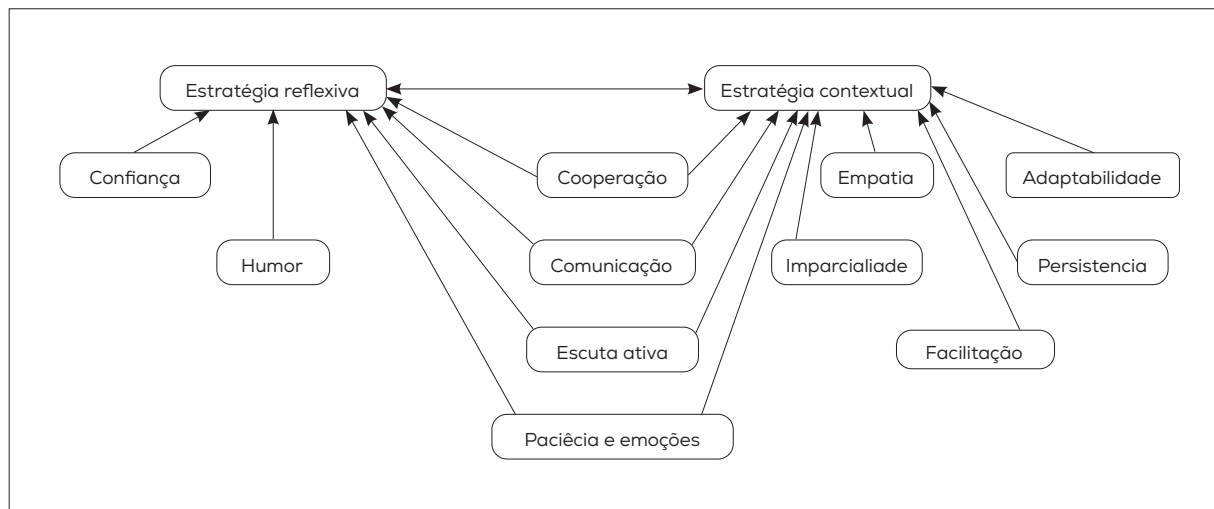 Estratégia reflexiva
Estratégia contextual
Confiança
Cooperação
Empatia
Adaptabilidade
Humor
Comunicação
Imparcialiade
Persistencia
Escuta ativa
Facilitação
Paciêcia e emoções